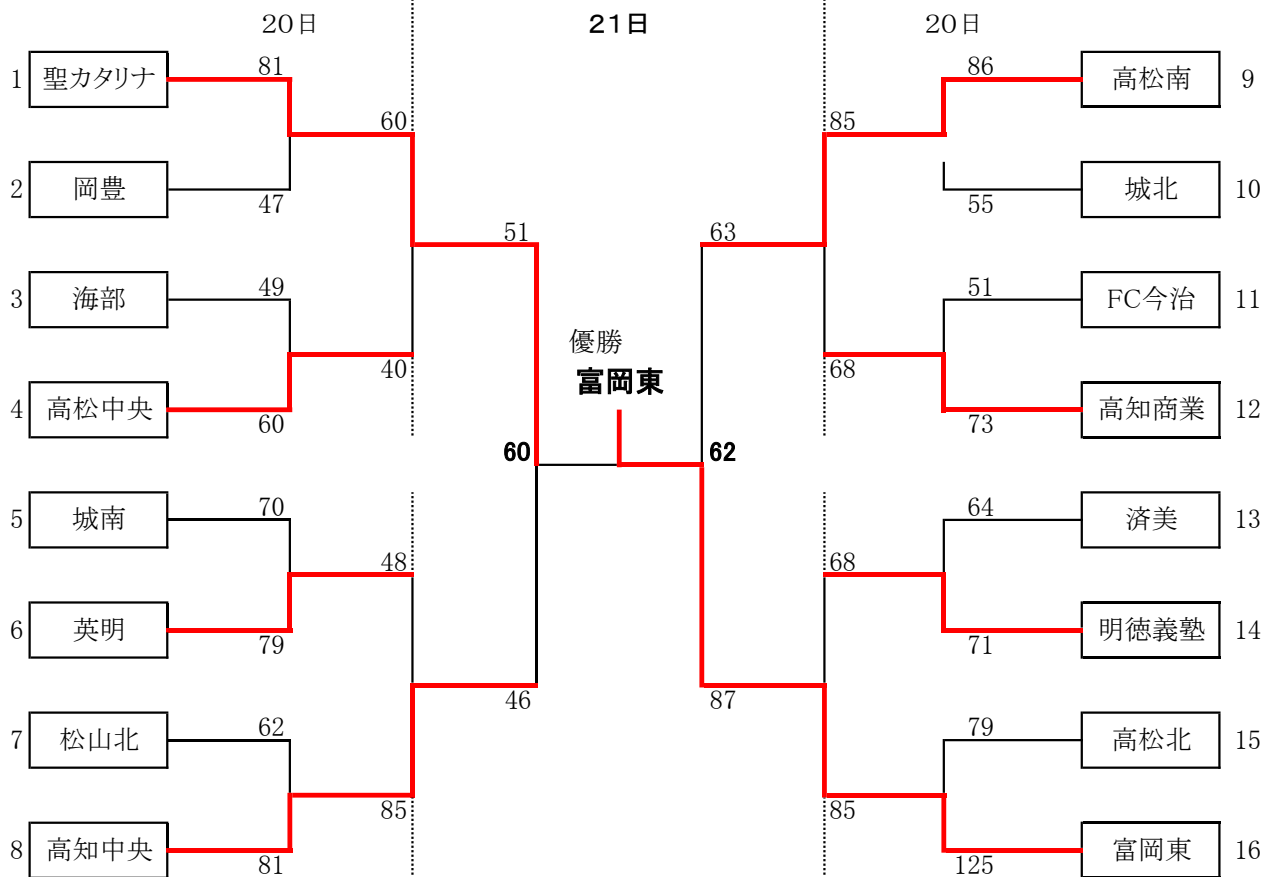 20日
21日
20日
1 聖カタリナ 81
60
2 岡豊 47
51
3 海部 49
40
4 高松中央 60
60
5 城南 70
48
6 英明 79
46
7 松山北 62
85
8 高知中央 81
優勝
富岡東
86 高松南 9
85
55 城北 10
63
51 FC今治 11
68
73 高知商業 12
62
64 済美 13
68
71 明徳義塾 14
87
79 高松北 15
85
125 富岡東 16